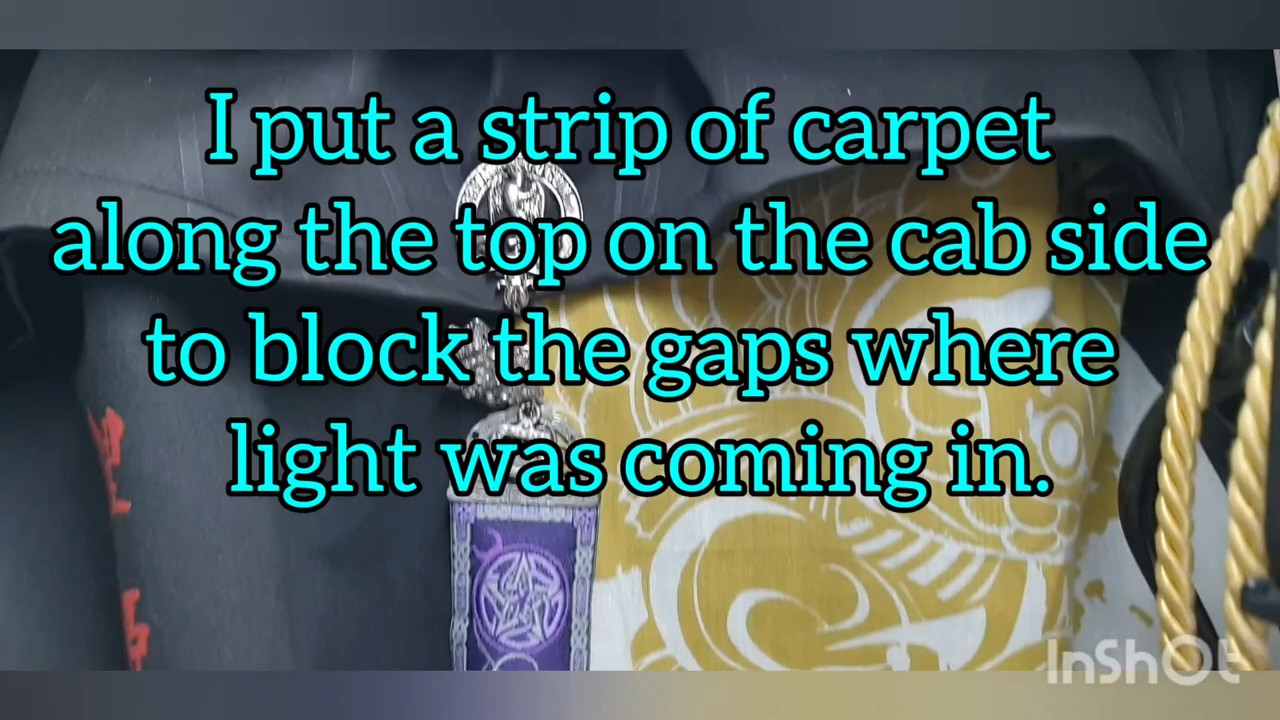 I put a strip of carpet
along the top on the cab side
to block the gaps where
light was coming in.
InShOt